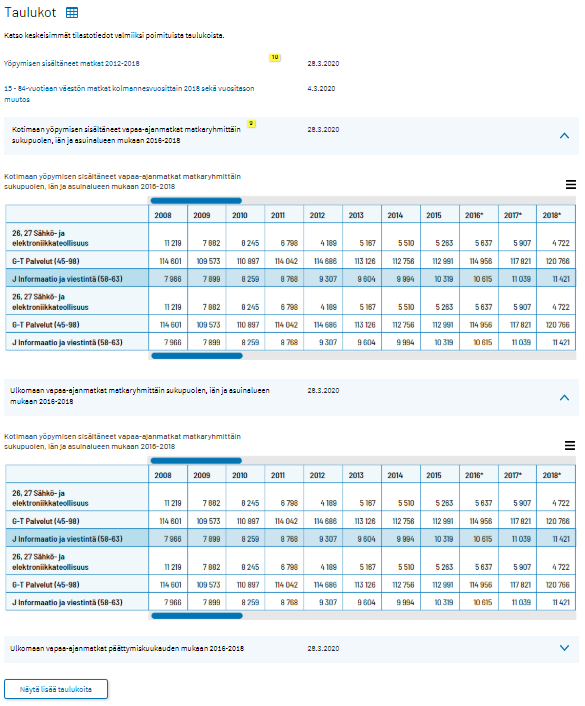 Taulukot
Katso keskeisimmät tilastotiedot valmiiksi poimituista taulukoista.
10
Yöpymisen sisältäneet matkat 2012-2018 28.3.2020
15 - 84-vuotiaan väestön matkat kolmannesvuosittain 2018 sekä vuositason 4.3.2020
muutos
9
Kotimaan yöpymisen sisältäneet vapaa-ajanmatkat matkaryhmittäin 28.3.2020
sukupuolen, iän ja asuinalueen mukaan 2016-2018
Kotimaan yöpymisen sisältäneet vapaa-ajanmatkat matkaryhmittäin
sukupuolen, iän ja asuinalueen mukaan 2016-2018
2008 2009 2010 2011 2012 2013 2014 2015 2016* 2017* 2018*
26, 27 Sähkö- ja
elektroniikkateollisuus 11 219 7 882 8 245 6 798 4 189 5 167 5 510 5 263 5 637 5 907 4 722
G-T Palvelut (45-98) 114 601 109 573 110 897 114 042 114 686 113 126 112 756 112 991 114 956 117 821 120 766
J Informaatio ja viestintä (58-63) 7 966 7 899 8 259 8 768 9 307 9 604 9 994 10 319 10 615 11 039 11 421
26, 27 Sähkö- ja
elektroniikkateollisuus 11 219 7 882 8 245 6 798 4 189 5 167 5 510 5 263 5 637 5 907 4 722
G-T Palvelut (45-98) 114 601 109 573 110 897 114 042 114 686 113 126 112 756 112 991 114 956 117 821 120 766
J Informaatio ja viestintä (58-63) 7 966 7 899 8 259 8 768 9 307 9 604 9 994 10 319 10 615 11 039 11 421
Ulkomaan vapaa-ajanmatkat matkaryhmittäin sukupuolen, iän ja asuinalueen 28.3.2020
mukaan 2016-2018
Kotimaan yöpymisen sisältäneet vapaa-ajanmatkat matkaryhmittäin
sukupuolen, iän ja asuinalueen mukaan 2016-2018
2008 2009 2010 2011 2012 2013 2014 2015 2016* 2017* 2018*
26, 27 Sähkö- ja
elektroniikkateollisuus 11 219 7 882 8 245 6 798 4 189 5 167 5 510 5 263 5 637 5 907 4 722
G-T Palvelut (45-98) 114 601 109 573 110 897 114 042 114 686 113 126 112 756 112 991 114 956 117 821 120 766
J Informaatio ja viestintä (58-63) 7 966 7 899 8 259 8 768 9 307 9 604 9 994 10 319 10 615 11 039 11 421
26, 27 Sähkö- ja
elektroniikkateollisuus 11 219 7 882 8 245 6 798 4 189 5 167 5 510 5 263 5 637 5 907 4 722
G-T Palvelut (45-98) 114 601 109 573 110 897 114 042 114 686 113 126 112 756 112 991 114 956 117 821 120 766
J Informaatio ja viestintä (58-63) 7 966 7 899 8 259 8 768 9 307 9 604 9 994 10 319 10 615 11 039 11 421
Ulkomaan vapaa-ajanmatkat päättymiskuukauden mukaan 2016-2018 28.3.2020
Näytä lisää taulukoita